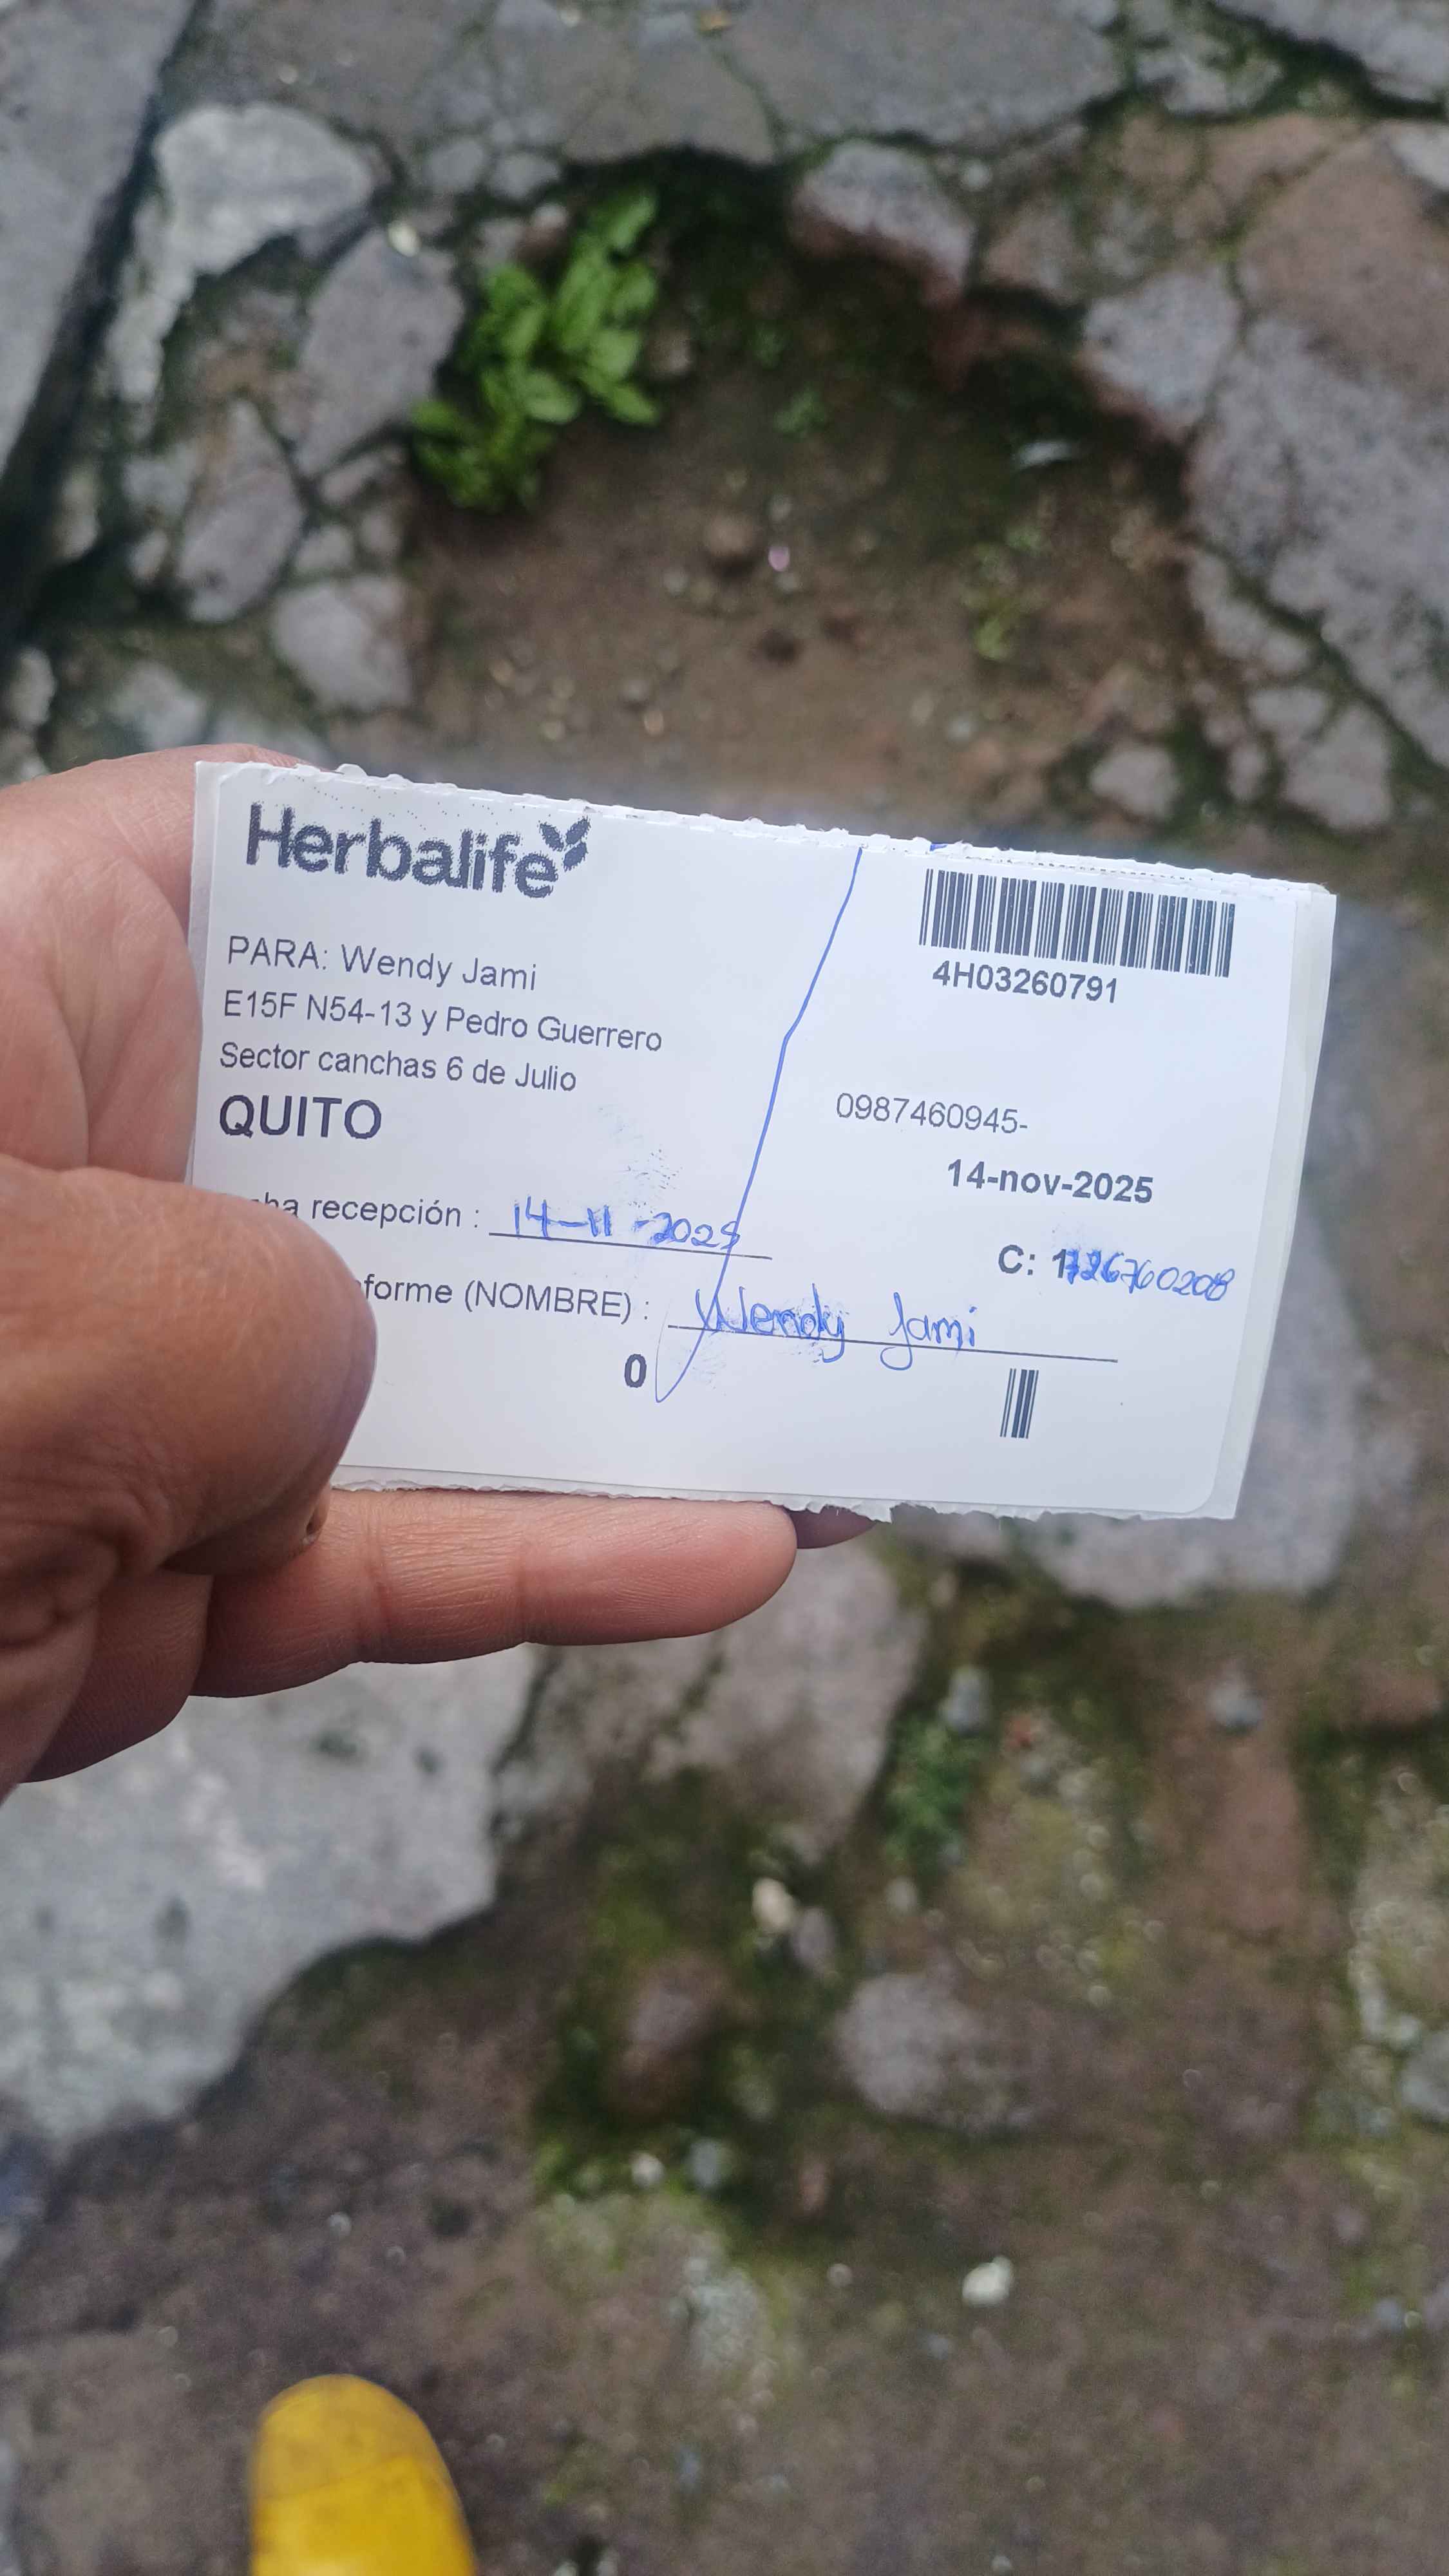 Herbalife
4H03260791
PARA: Wendy Jami
E15F N54-13 y Pedro Guerrero
Sector canchas 6 de Julio
QUITO
0987460945-
14-nov-2025
recepción : 14-11-2025
C:
forme (NOMBRE) : Wendy Jami
0